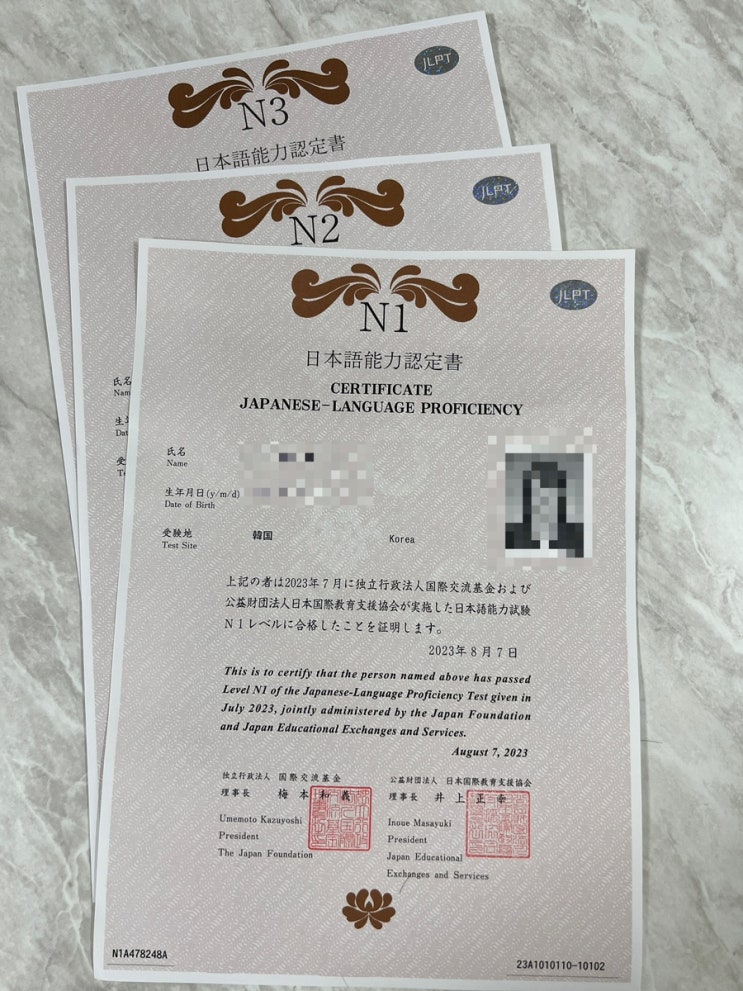 JLPT
N3
日本語能力認定書
JLPT
N2
氏名
生
受
JLPT
N1
日本語能力認定書
CERTIFICATE
JAPANESE-LANGUAGE PROFICIENCY
氏名
Name
生年月日(y/m/d)
Date of Birth
受験地 韓国 Korea
Test Site
上記の者は2023年7月に独立行政法人国際交流基金および
公益財団法人日本国際教育支援協会が実施した日本語能力試験
N1レベルに合格したことを証明します。
2023年8月7日
This is to certify that the person named above has passed
Level N1 of the Japanese-Language Proficiency Test given in
July 2023, jointly administered by the Japan Foundation
and Japan Educational Exchanges and Services.
August 7, 2023
独立行政法人 国際交流基金
理事長 梅本和義
Umemoto Kazuyoshi
President
The Japan Foundation
公益財団法人 日本国際教育支援協会
理事長 井上正幸
Inoue Masayuki
President
Japan Educational
Exchanges and Services
N1A478248A
23A1010110-10102